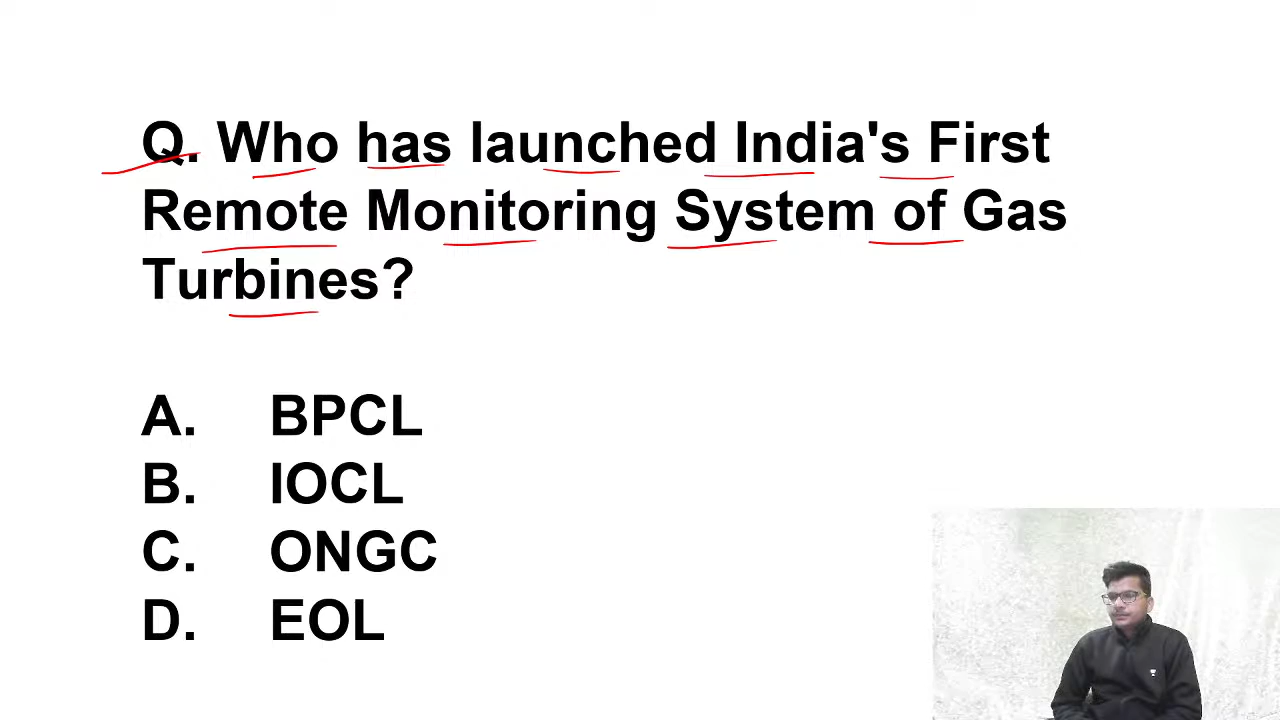 Q. Who has launched India's First
Remote Monitoring System of Gas
Turbines?
A. BPCL
B. IOCL
C. ONGC
D. EOL